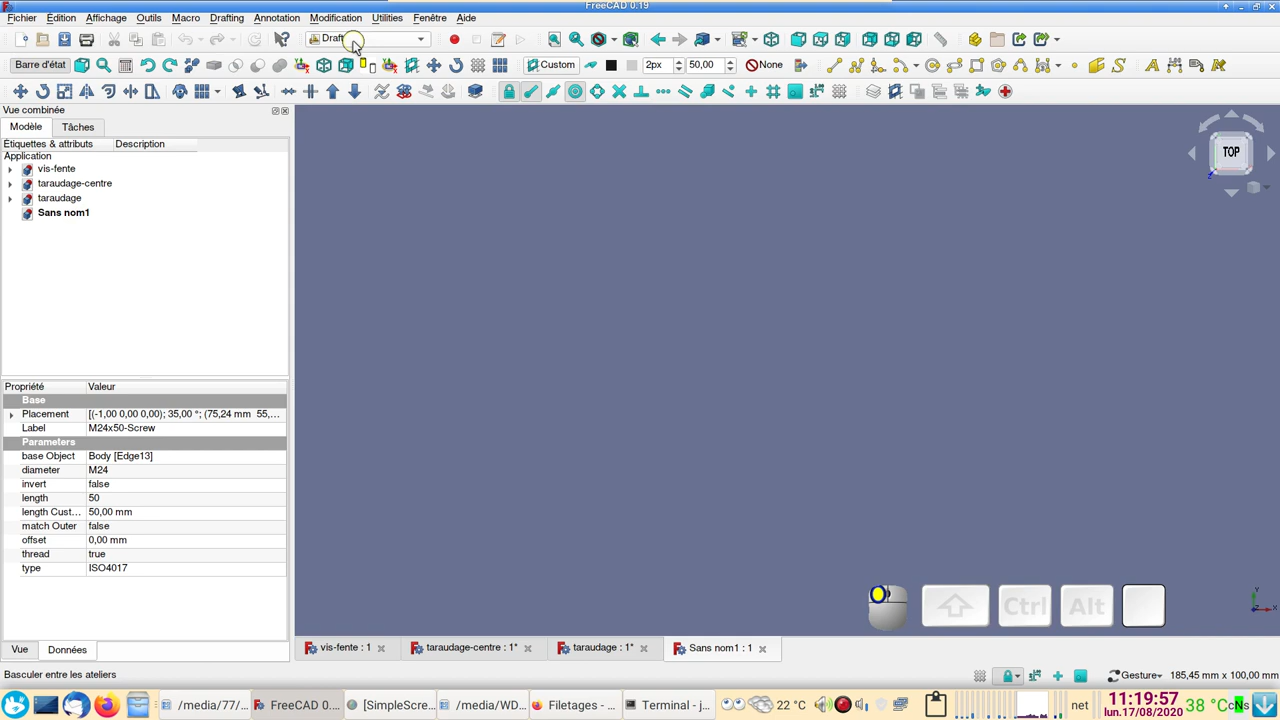 FreeCAD 0.19
Fichier Édition Affichage Outils Macro Drafting Annotation Modification Utilities Fenêtre Aide
Draft
Barre d'état Custom 2px 50,00 None
Vue combinée
Modèle Tâches
Étiquettes & attributs Description
Application
vis-fente
taraudage-centre
taraudage
Sans nom1
TOP
Propriété Valeur
Base
Placement [(-1,00 0,00 0,00); 35,00 °; (75,24 mm 55,...
Label M24x50-Screw
Parameters
base Object Body [Edge13]
diameter M24
invert false
length 50
length Cust... 50,00 mm
match Outer false
offset 0,00 mm
thread true
type ISO4017
Ctrl Alt
Vue Données
vis-fente : 1 taraudage-centre : 1* taraudage : 1* Sans nom1 : 1
Basculer entre les ateliers Gesture 185,45 mm x 100,00 mm
/media/77/... FreeCAD 0.... [SimpleScre... /media/WD... Filetages - ... Terminal - j... 22 °C net 11:19:57 lun.17/08/2020 38 °C